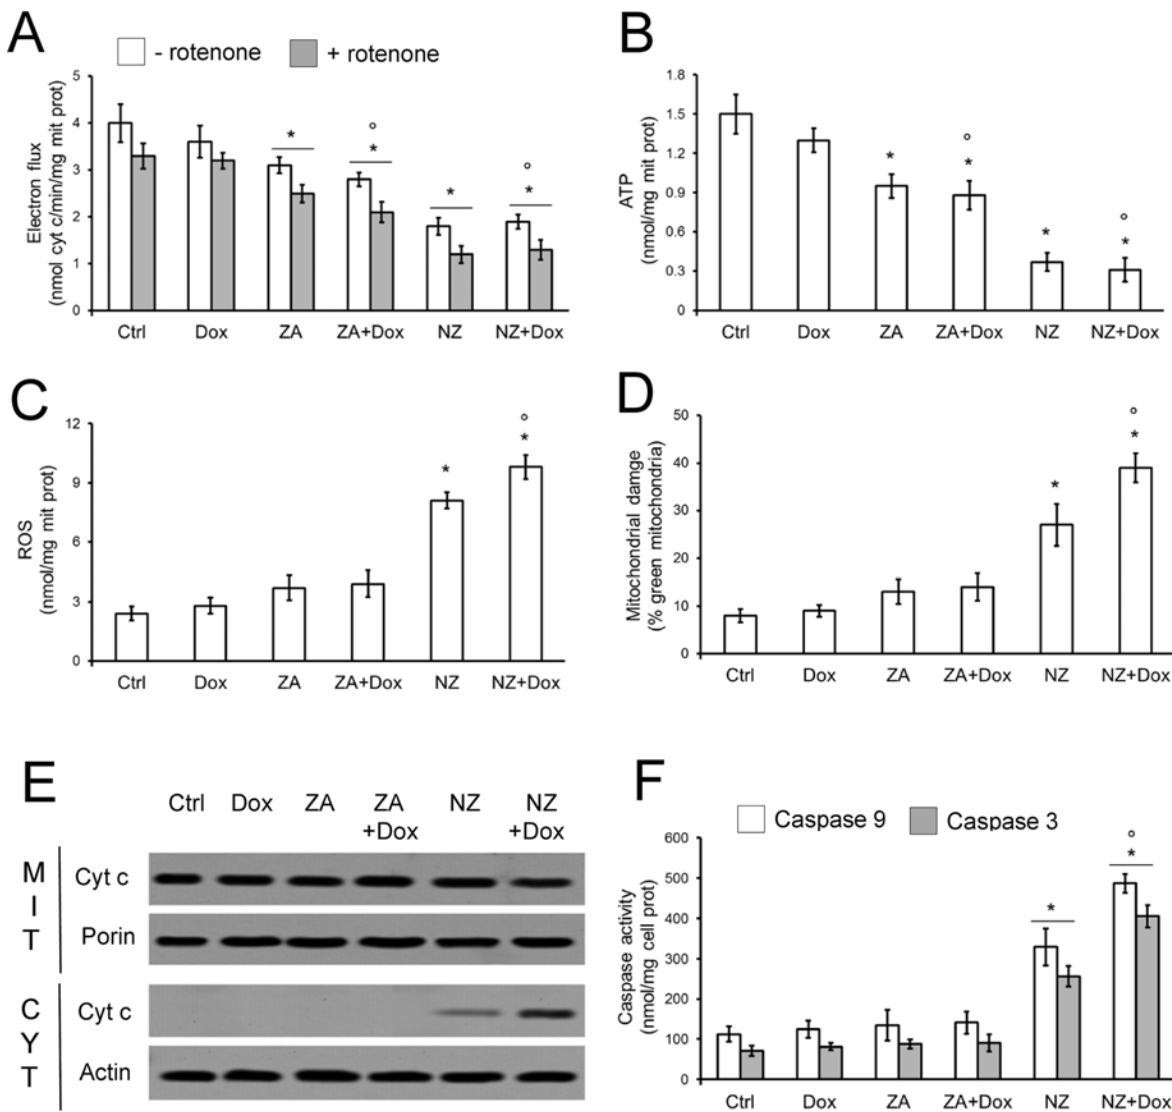 A
- rotenone
+ rotenone
Electron flux
(nmol cyt c/min/mg mit prot)
5
4
3
2
1
0
*
°
*
*
°
*
Ctrl Dox ZA ZA+Dox NZ NZ+Dox
B
ATP
(nmol/mg mit prot)
1.8
1.5
1.2
0.9
0.6
0.3
0
*
°
*
*
°
*
Ctrl Dox ZA ZA+Dox NZ NZ+Dox
C
ROS
(nmol/mg mit prot)
12
9
6
3
0
*
°
*
Ctrl Dox ZA ZA+Dox NZ NZ+Dox
D
Mitochondrial damge
(% green mitochondria)
50
40
30
20
10
0
*
°
*
Ctrl Dox ZA ZA+Dox NZ NZ+Dox
E
Ctrl Dox ZA ZA NZ NZ
+Dox +Dox
MIT
Cyt c
Porin
CYT
Cyt c
Actin
F
Caspase 9
Caspase 3
Caspase activity
(nmol/mg cell prot)
600
500
400
300
200
100
0
*
°
*
Ctrl Dox ZA ZA+Dox NZ NZ+Dox